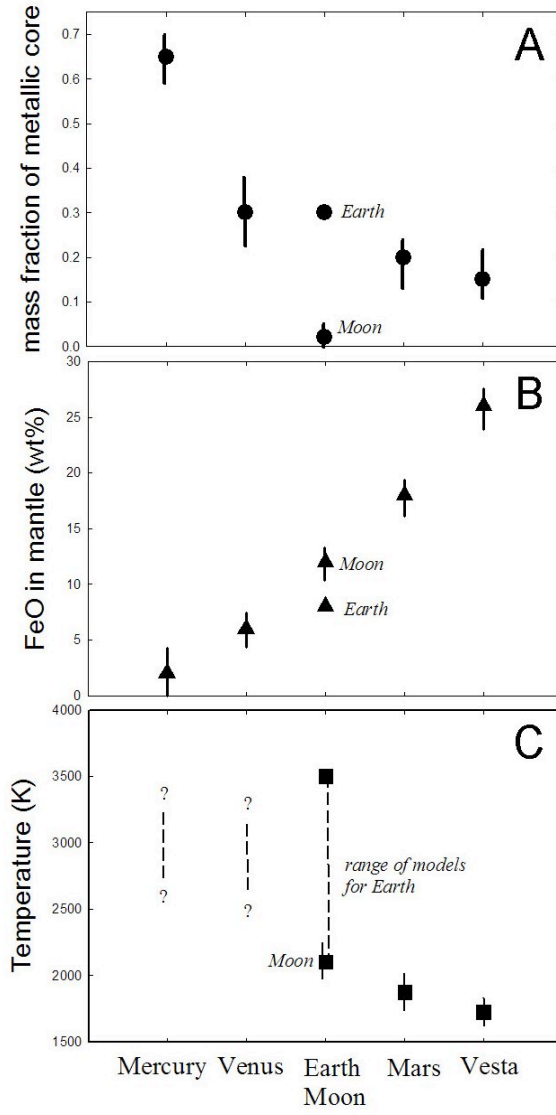 A
mass fraction of metallic core
0.7
0.6
0.5
0.4
0.3
0.2
0.1
0.0
Earth
Moon
B
FeO in mantle (wt%)
30
25
20
15
10
5
0
Moon
Earth
C
Temperature (K)
4000
3500
3000
2500
2000
1500
?
?
?
?
range of models
for Earth
Moon
Mercury Venus Earth Mars Vesta
Moon